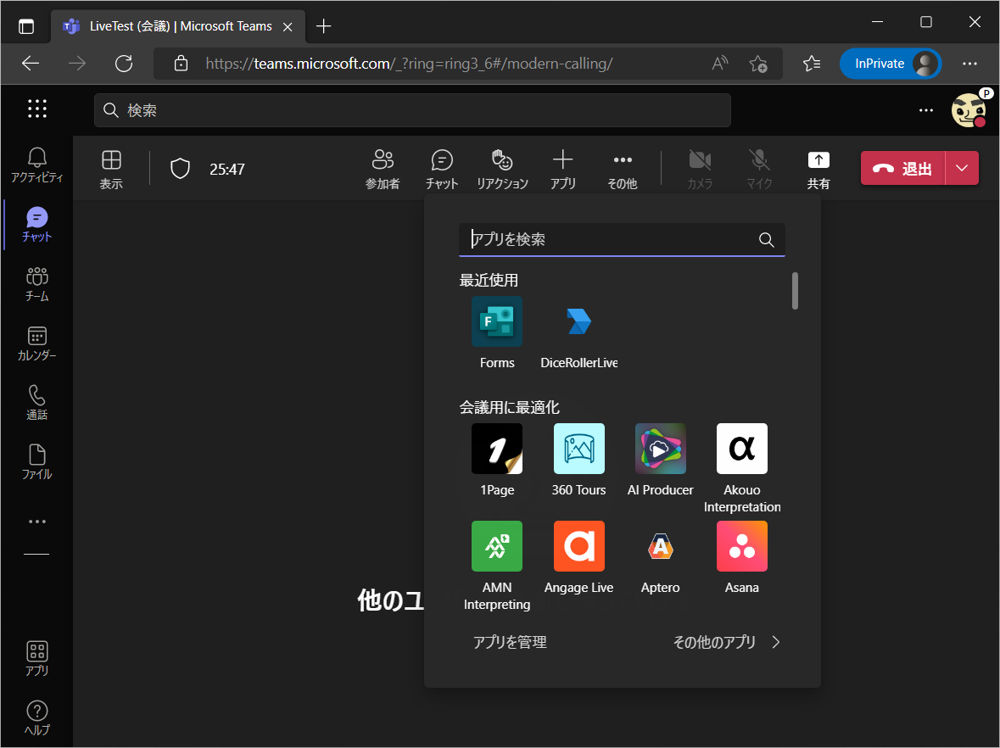 LiveTest (会議) | Microsoft Teams
https://teams.microsoft.com/_?ring=ring3_6#/modern-calling/
InPrivate
検索
P
アクティビティ
チャット
チーム
カレンダー
通話
ファイル
アプリ
ヘルプ
表示
25:47
参加者
チャット
リアクション
アプリ
その他
カメラ
マイク
共有
退出
他のユ
アプリを検索
最近使用
F
Forms
DiceRollerLive
会議用に最適化
1
1Page
360 Tours
AI Producer
α
Akouo
Interpretation
AMN
Interpreting
a
Angage Live
A
Aptero
Asana
アプリを管理
その他のアプリ